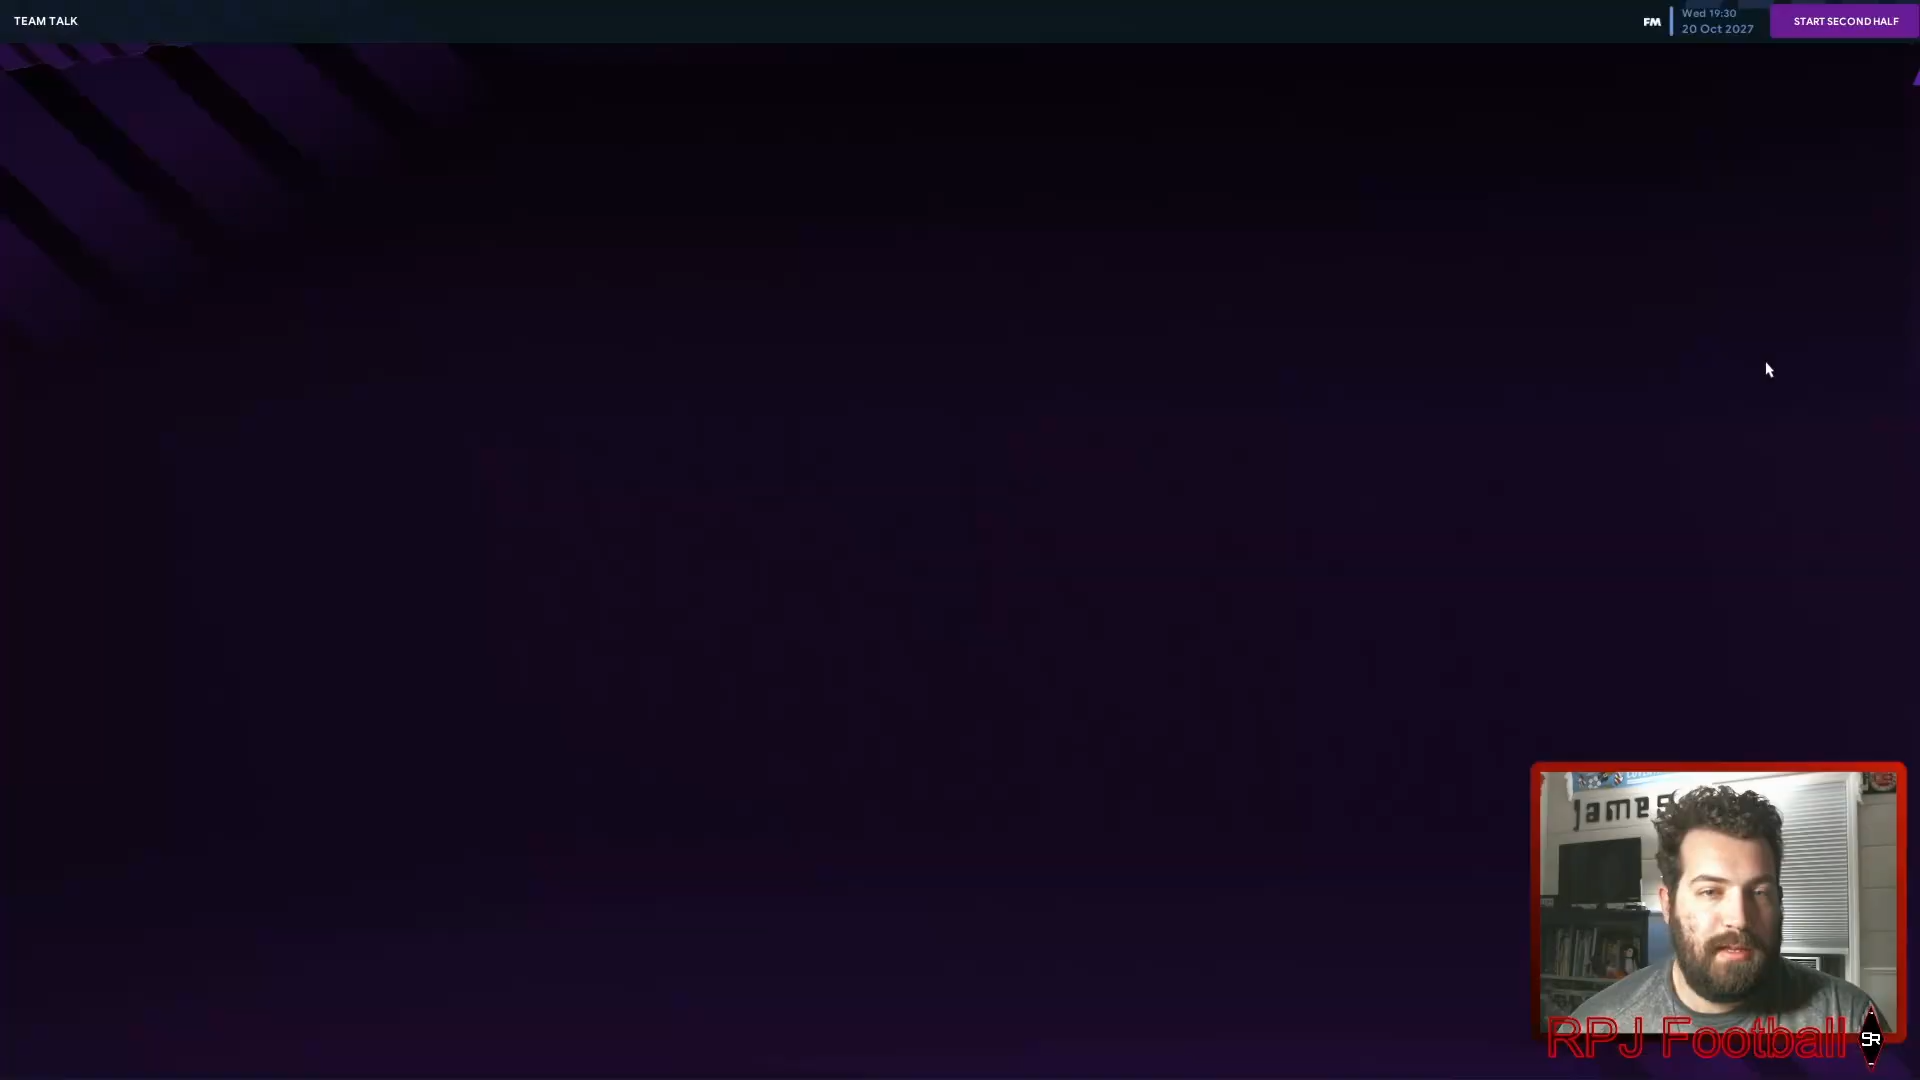 TEAM TALK
FM
Wed 19:30
20 Oct 2027
START SECOND HALF
james
RPJ Football